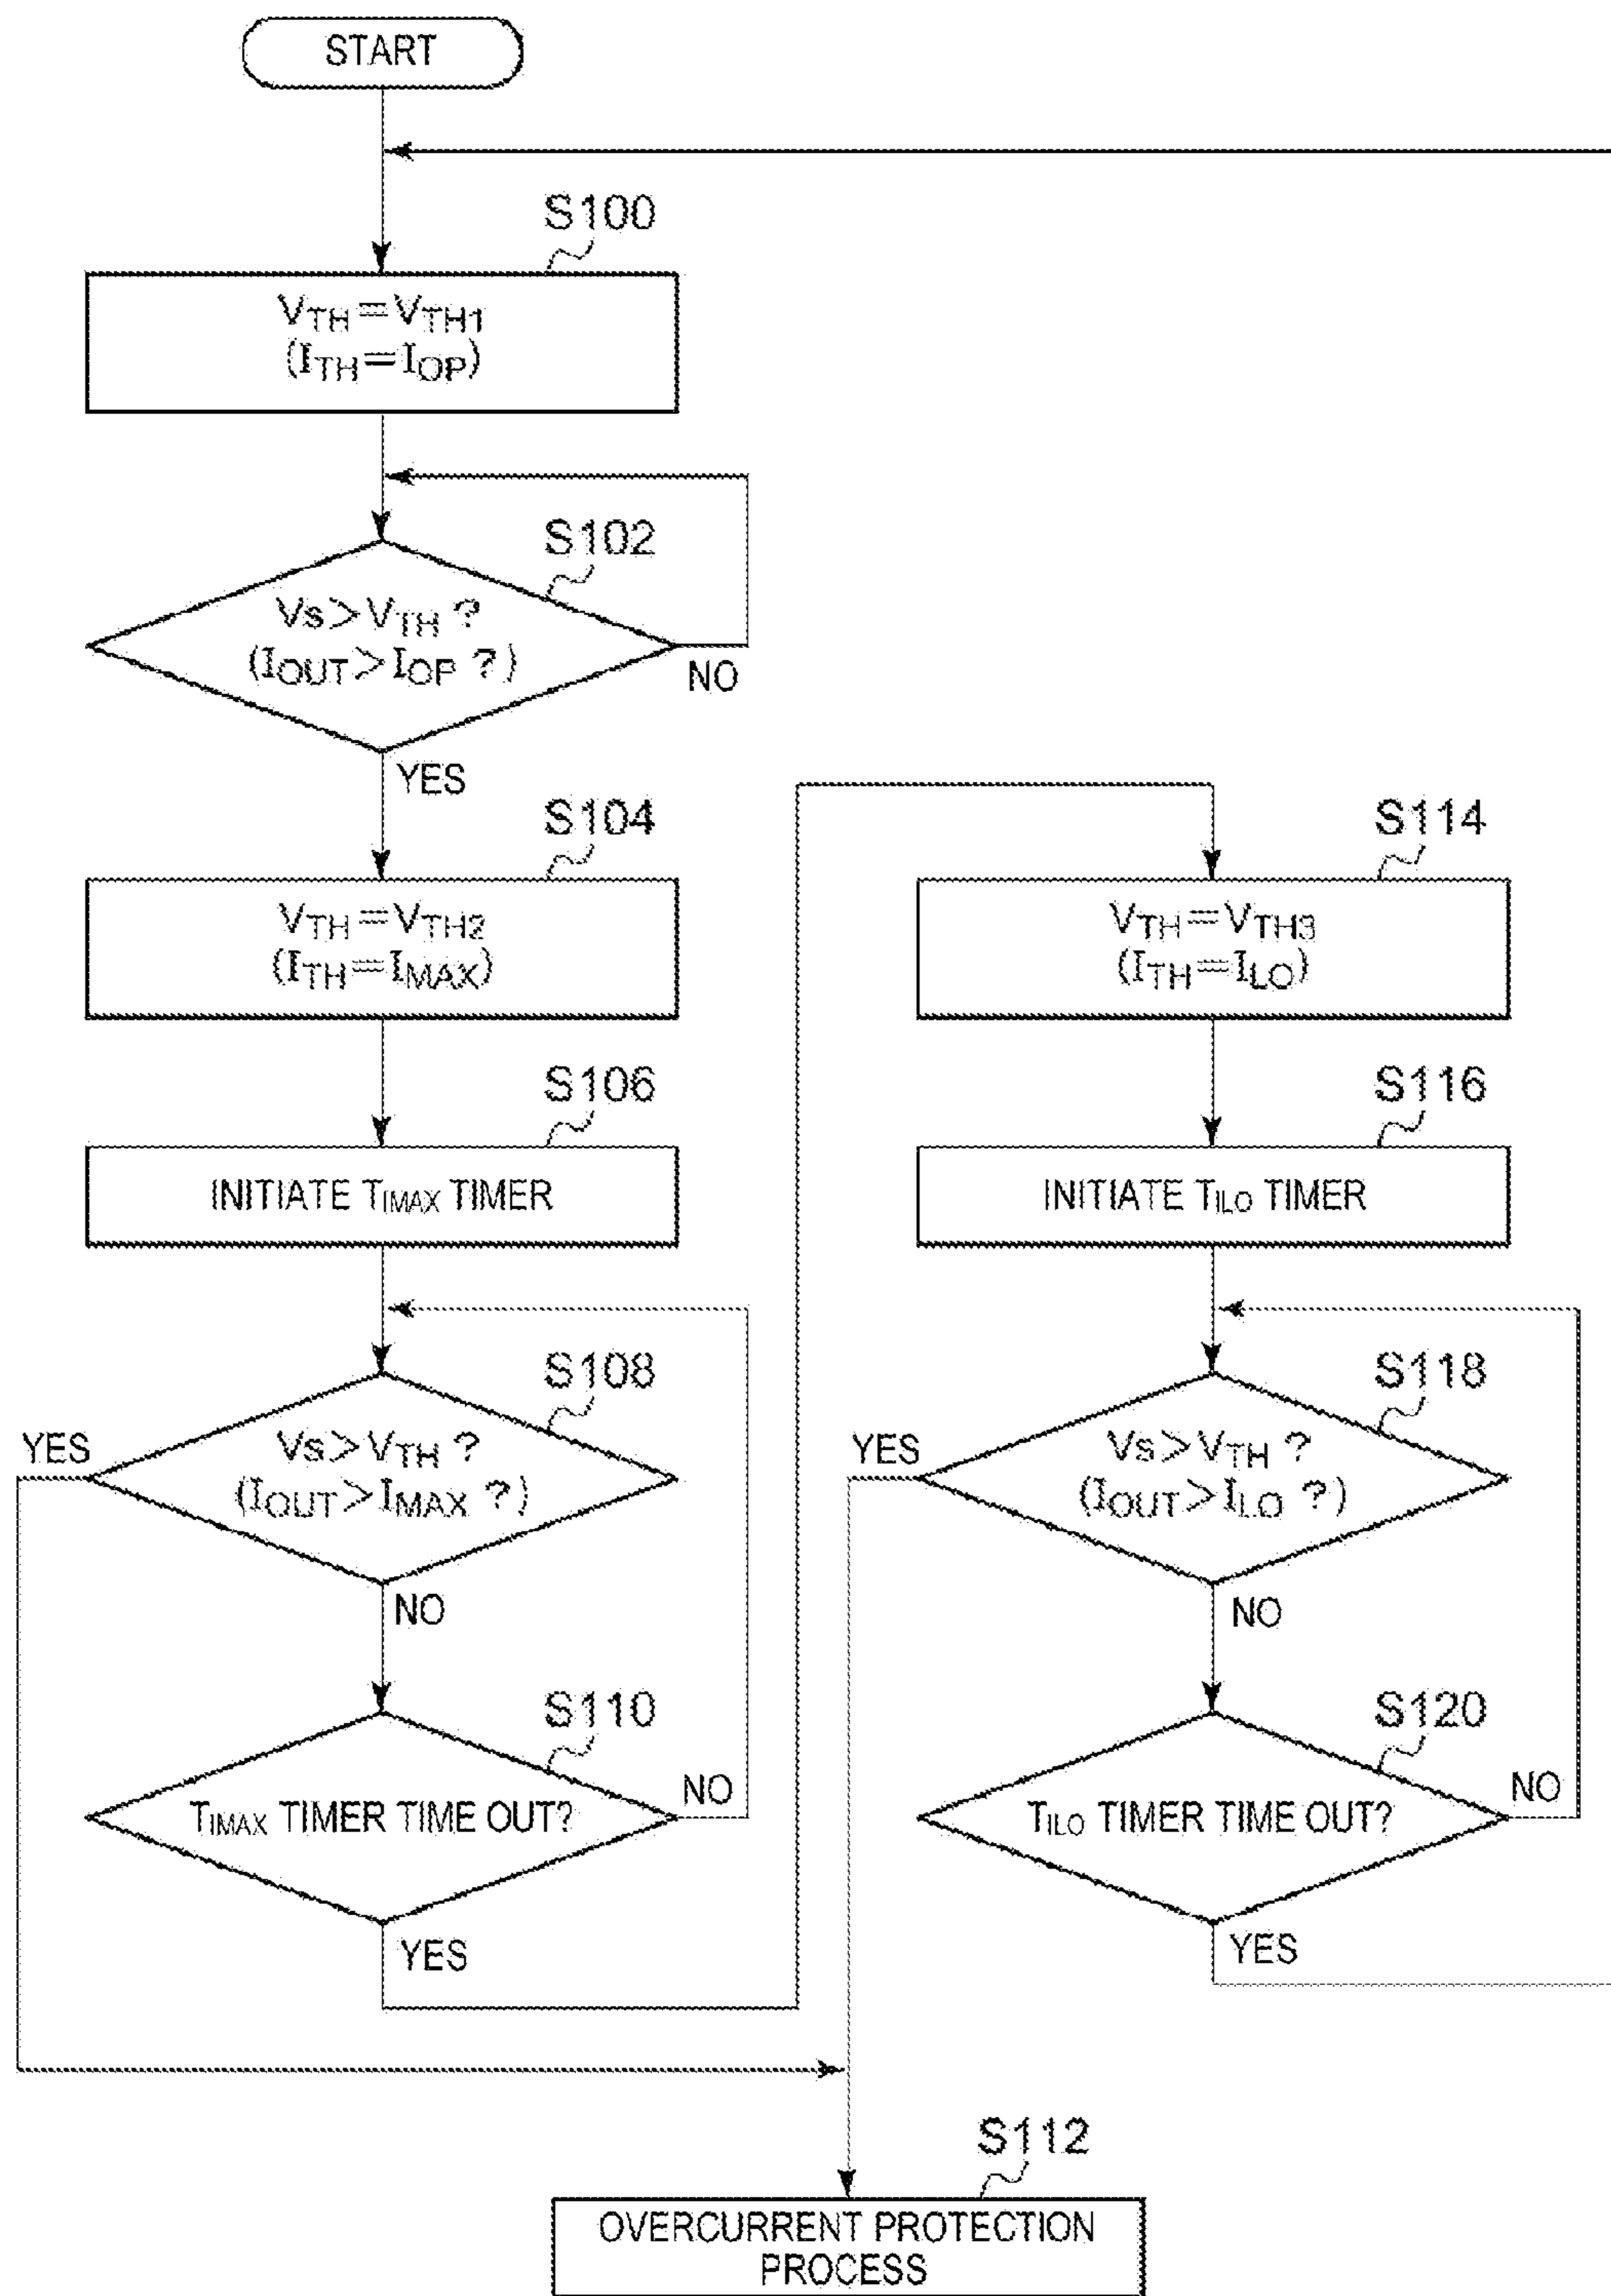 START
S100
VTH=VTH1
(ITH=IOP)
S102
Vs>VTH ?
(IOUT>IOP ?)
NO
YES
S104
VTH=VTH2
(ITH=IMAX)
S106
INITIATE TIMAX TIMER
S108
YES
Vs>VTH ?
(IOUT>IMAX ?)
NO
S110
TIMAX TIMER TIME OUT?
NO
YES
S114
VTH=VTH3
(ITH=ILO)
S116
INITIATE TILO TIMER
S118
YES
Vs>VTH ?
(IOUT>ILO ?)
NO
S120
TILO TIMER TIME OUT?
NO
YES
S112
OVERCURRENT PROTECTION
PROCESS